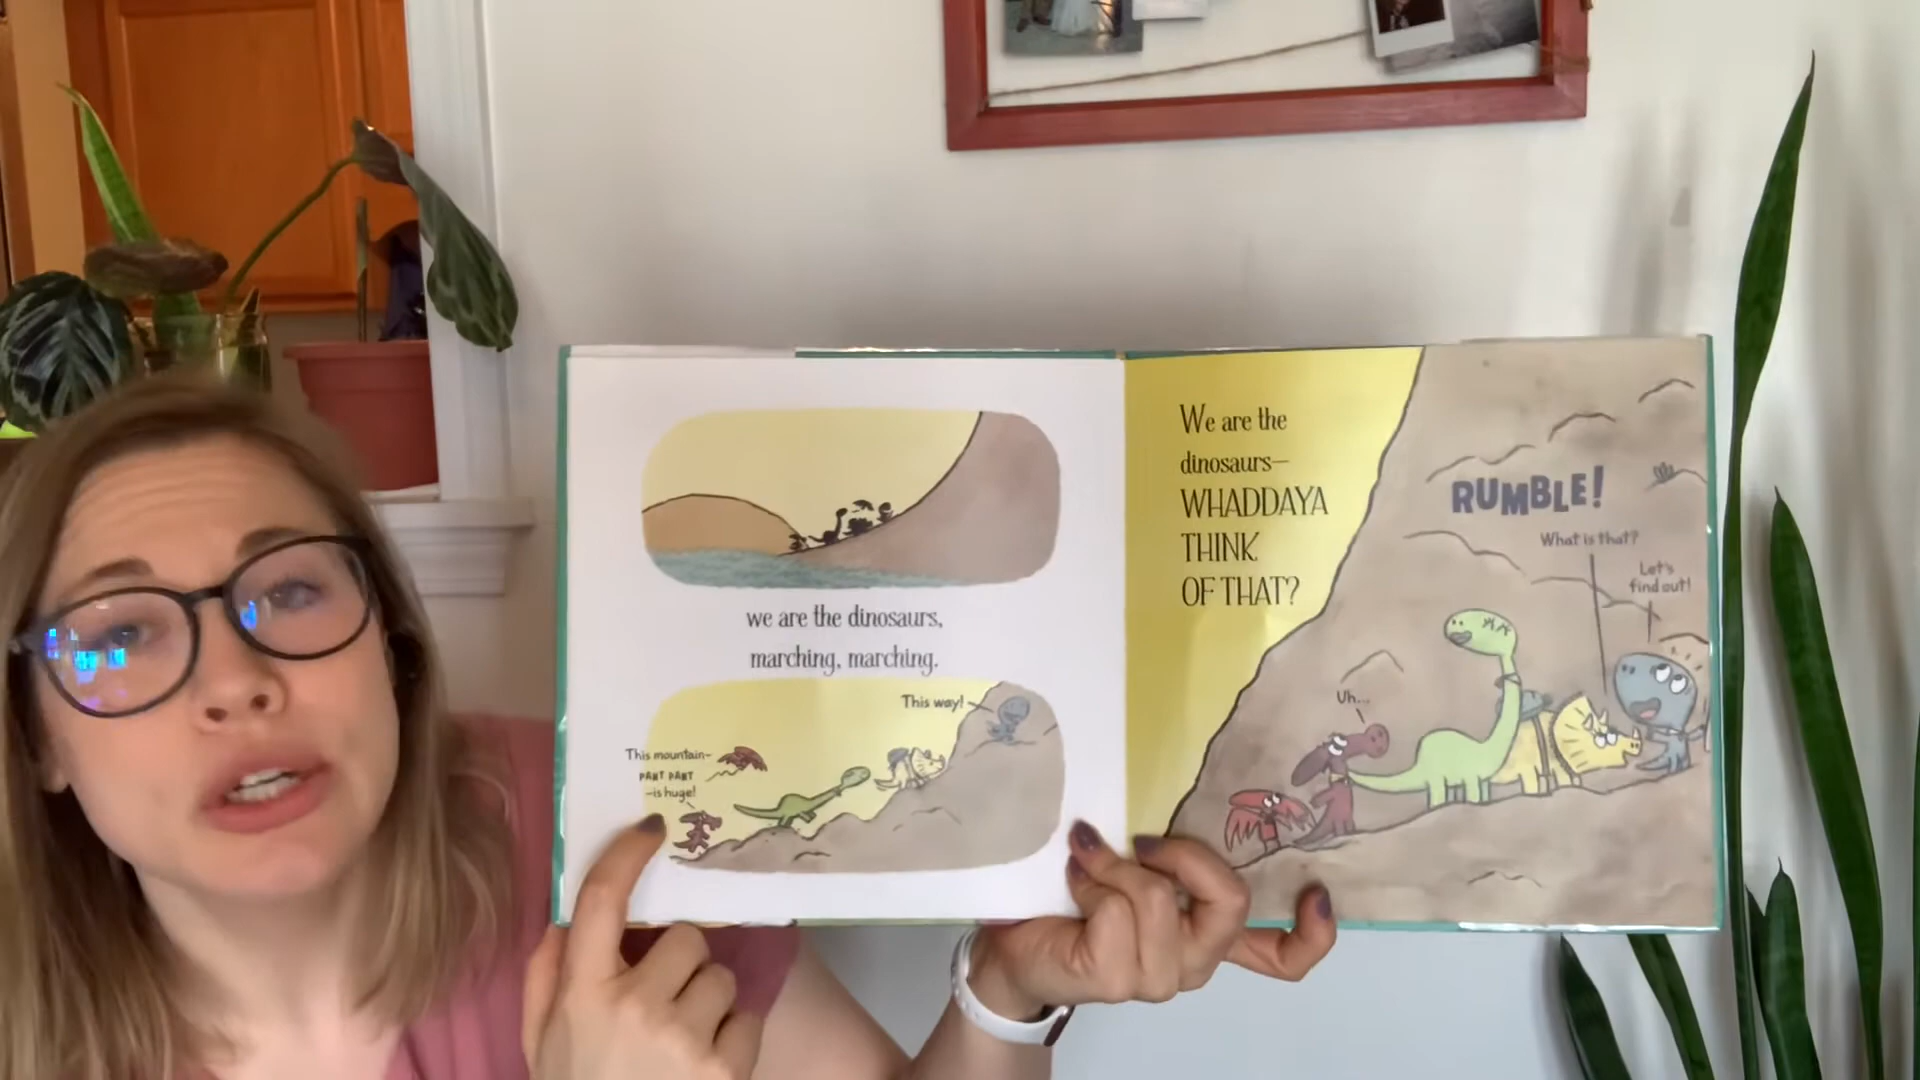 we are the dinosaurs,
marching, marching.
This way!
This mountain-
PANT PANT
-is huge!
We are the
dinosaurs—
WHADDAYA
THINK
OF THAT?
RUMBLE!
What is that?
Let's
find out!
Uh...